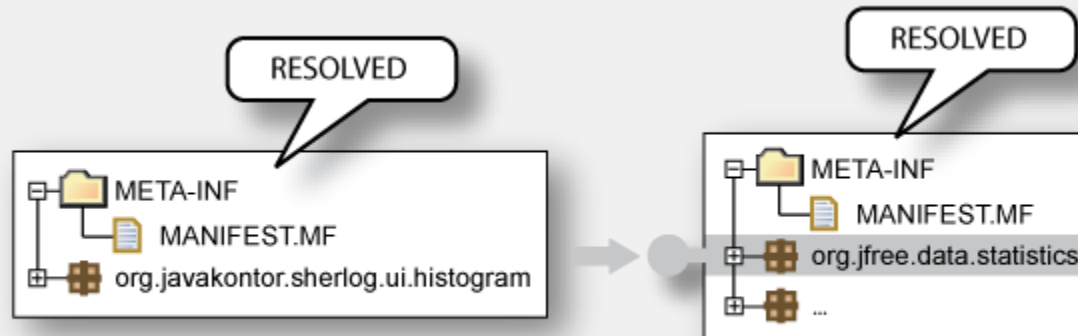 RESOLVED
META-INF
MANIFEST.MF
org.javakontor.sherlog.ui.histogram
RESOLVED
META-INF
MANIFEST.MF
org.jfree.data.statistics
...